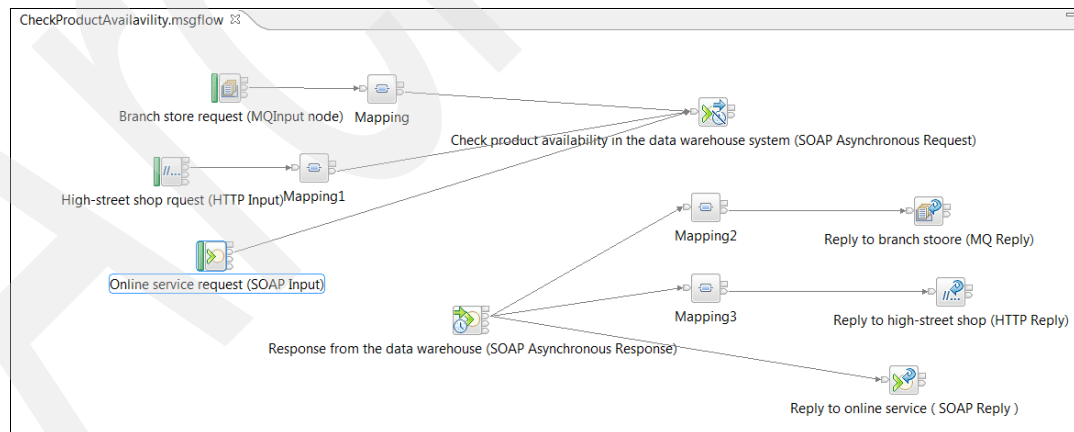 CheckProductAvailavility.msgflow
Branch store request (MQInput node)
Mapping
Check product availability in the data warehouse system (SOAP Asynchronous Request)
//...
High-street shop rquest (HTTP Input)
Mapping1
Mapping2
Reply to branch stoore (MQ Reply)
Online service request (SOAP Input)
//...
Mapping3
Reply to high-street shop (HTTP Reply)
Response from the data warehouse (SOAP Asynchronous Response)
Reply to online service ( SOAP Reply )